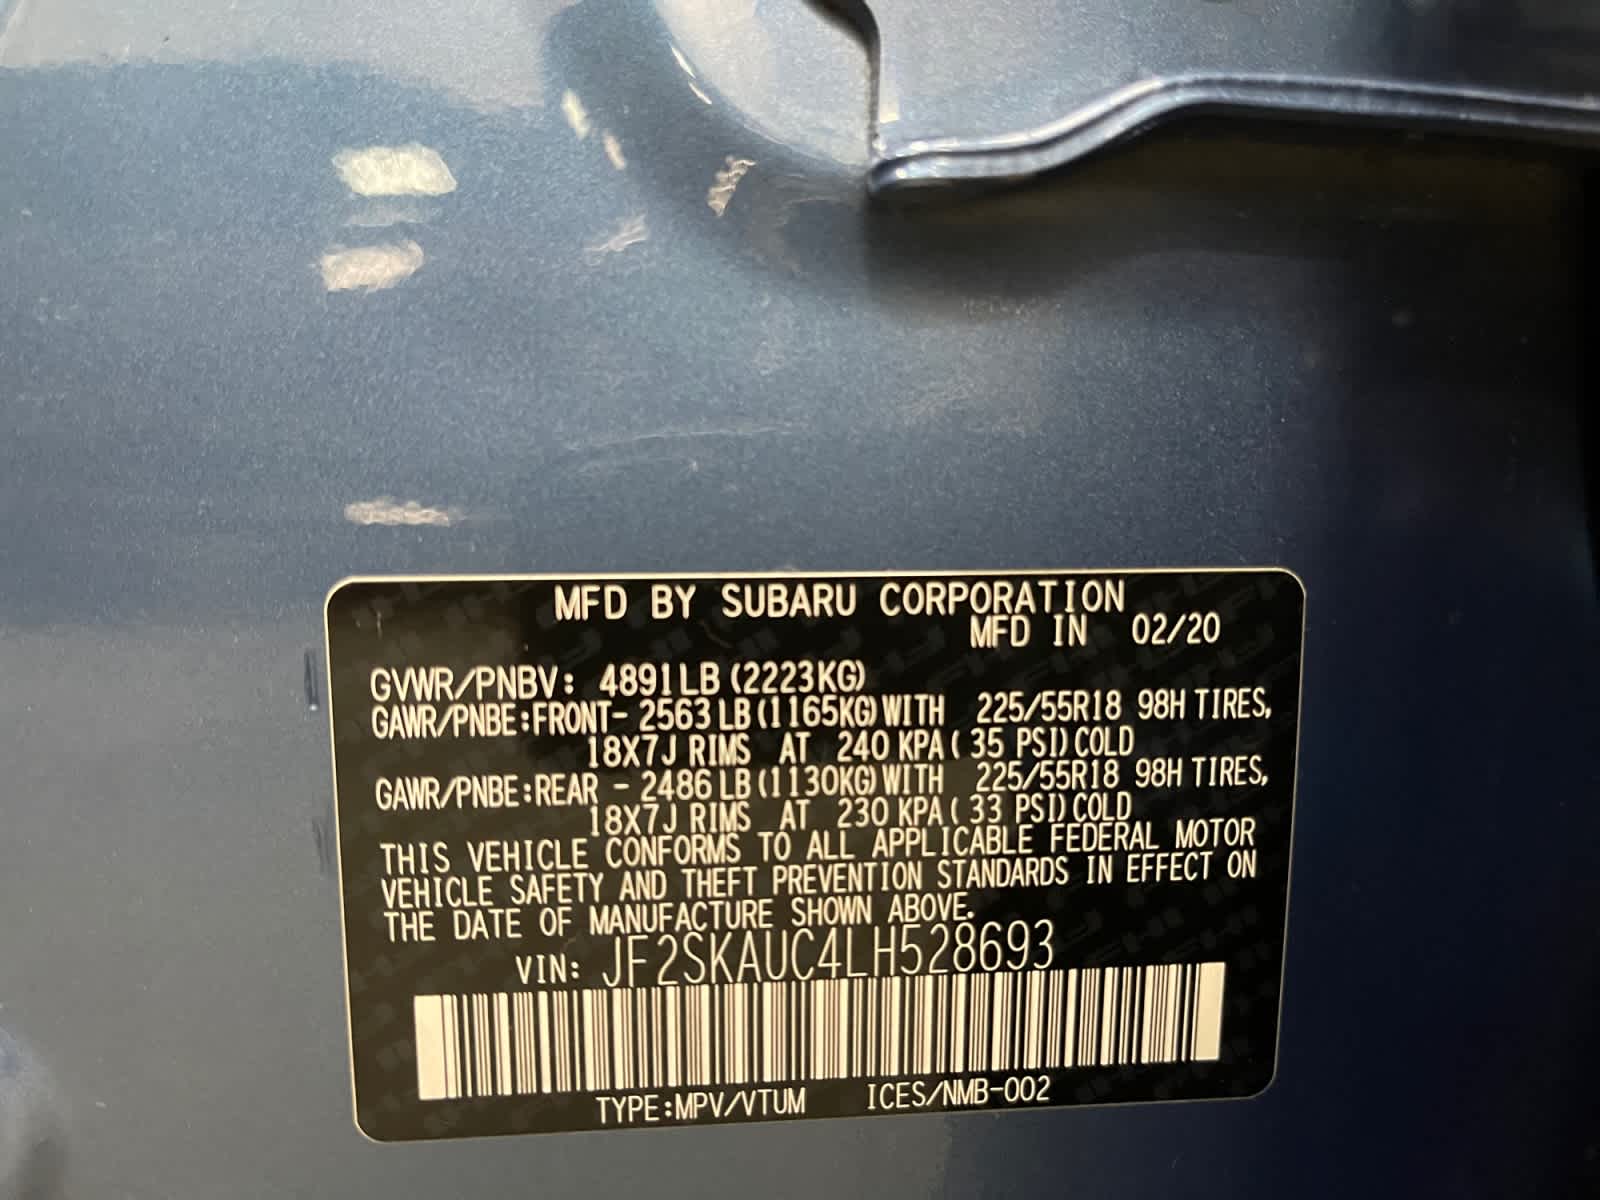 MFD BY SUBARU CORPORATION
MFD IN 02/20
GVWR/PNBV: 4891LB (2223KG)
GAWR/PNBE:FRONT- 2563 LB (1165KG) WITH 225/55R18 98H TIRES,
18X7J RIMS AT 240 KPA ( 35 PSI) COLD
GAWR/PNBE:REAR - 2486 LB (1130KG) WITH 225/55R18 98H TIRES,
18X7J RIMS AT 230 KPA ( 33 PSI) COLD
THIS VEHICLE CONFORMS TO ALL APPLICABLE FEDERAL MOTOR
VEHICLE SAFETY AND THEFT PREVENTION STANDARDS IN EFFECT ON
THE DATE OF MANUFACTURE SHOWN ABOVE.
VIN: JF2SKAUC4LH528693
TYPE:MPV/VTUM ICES/NMB-002